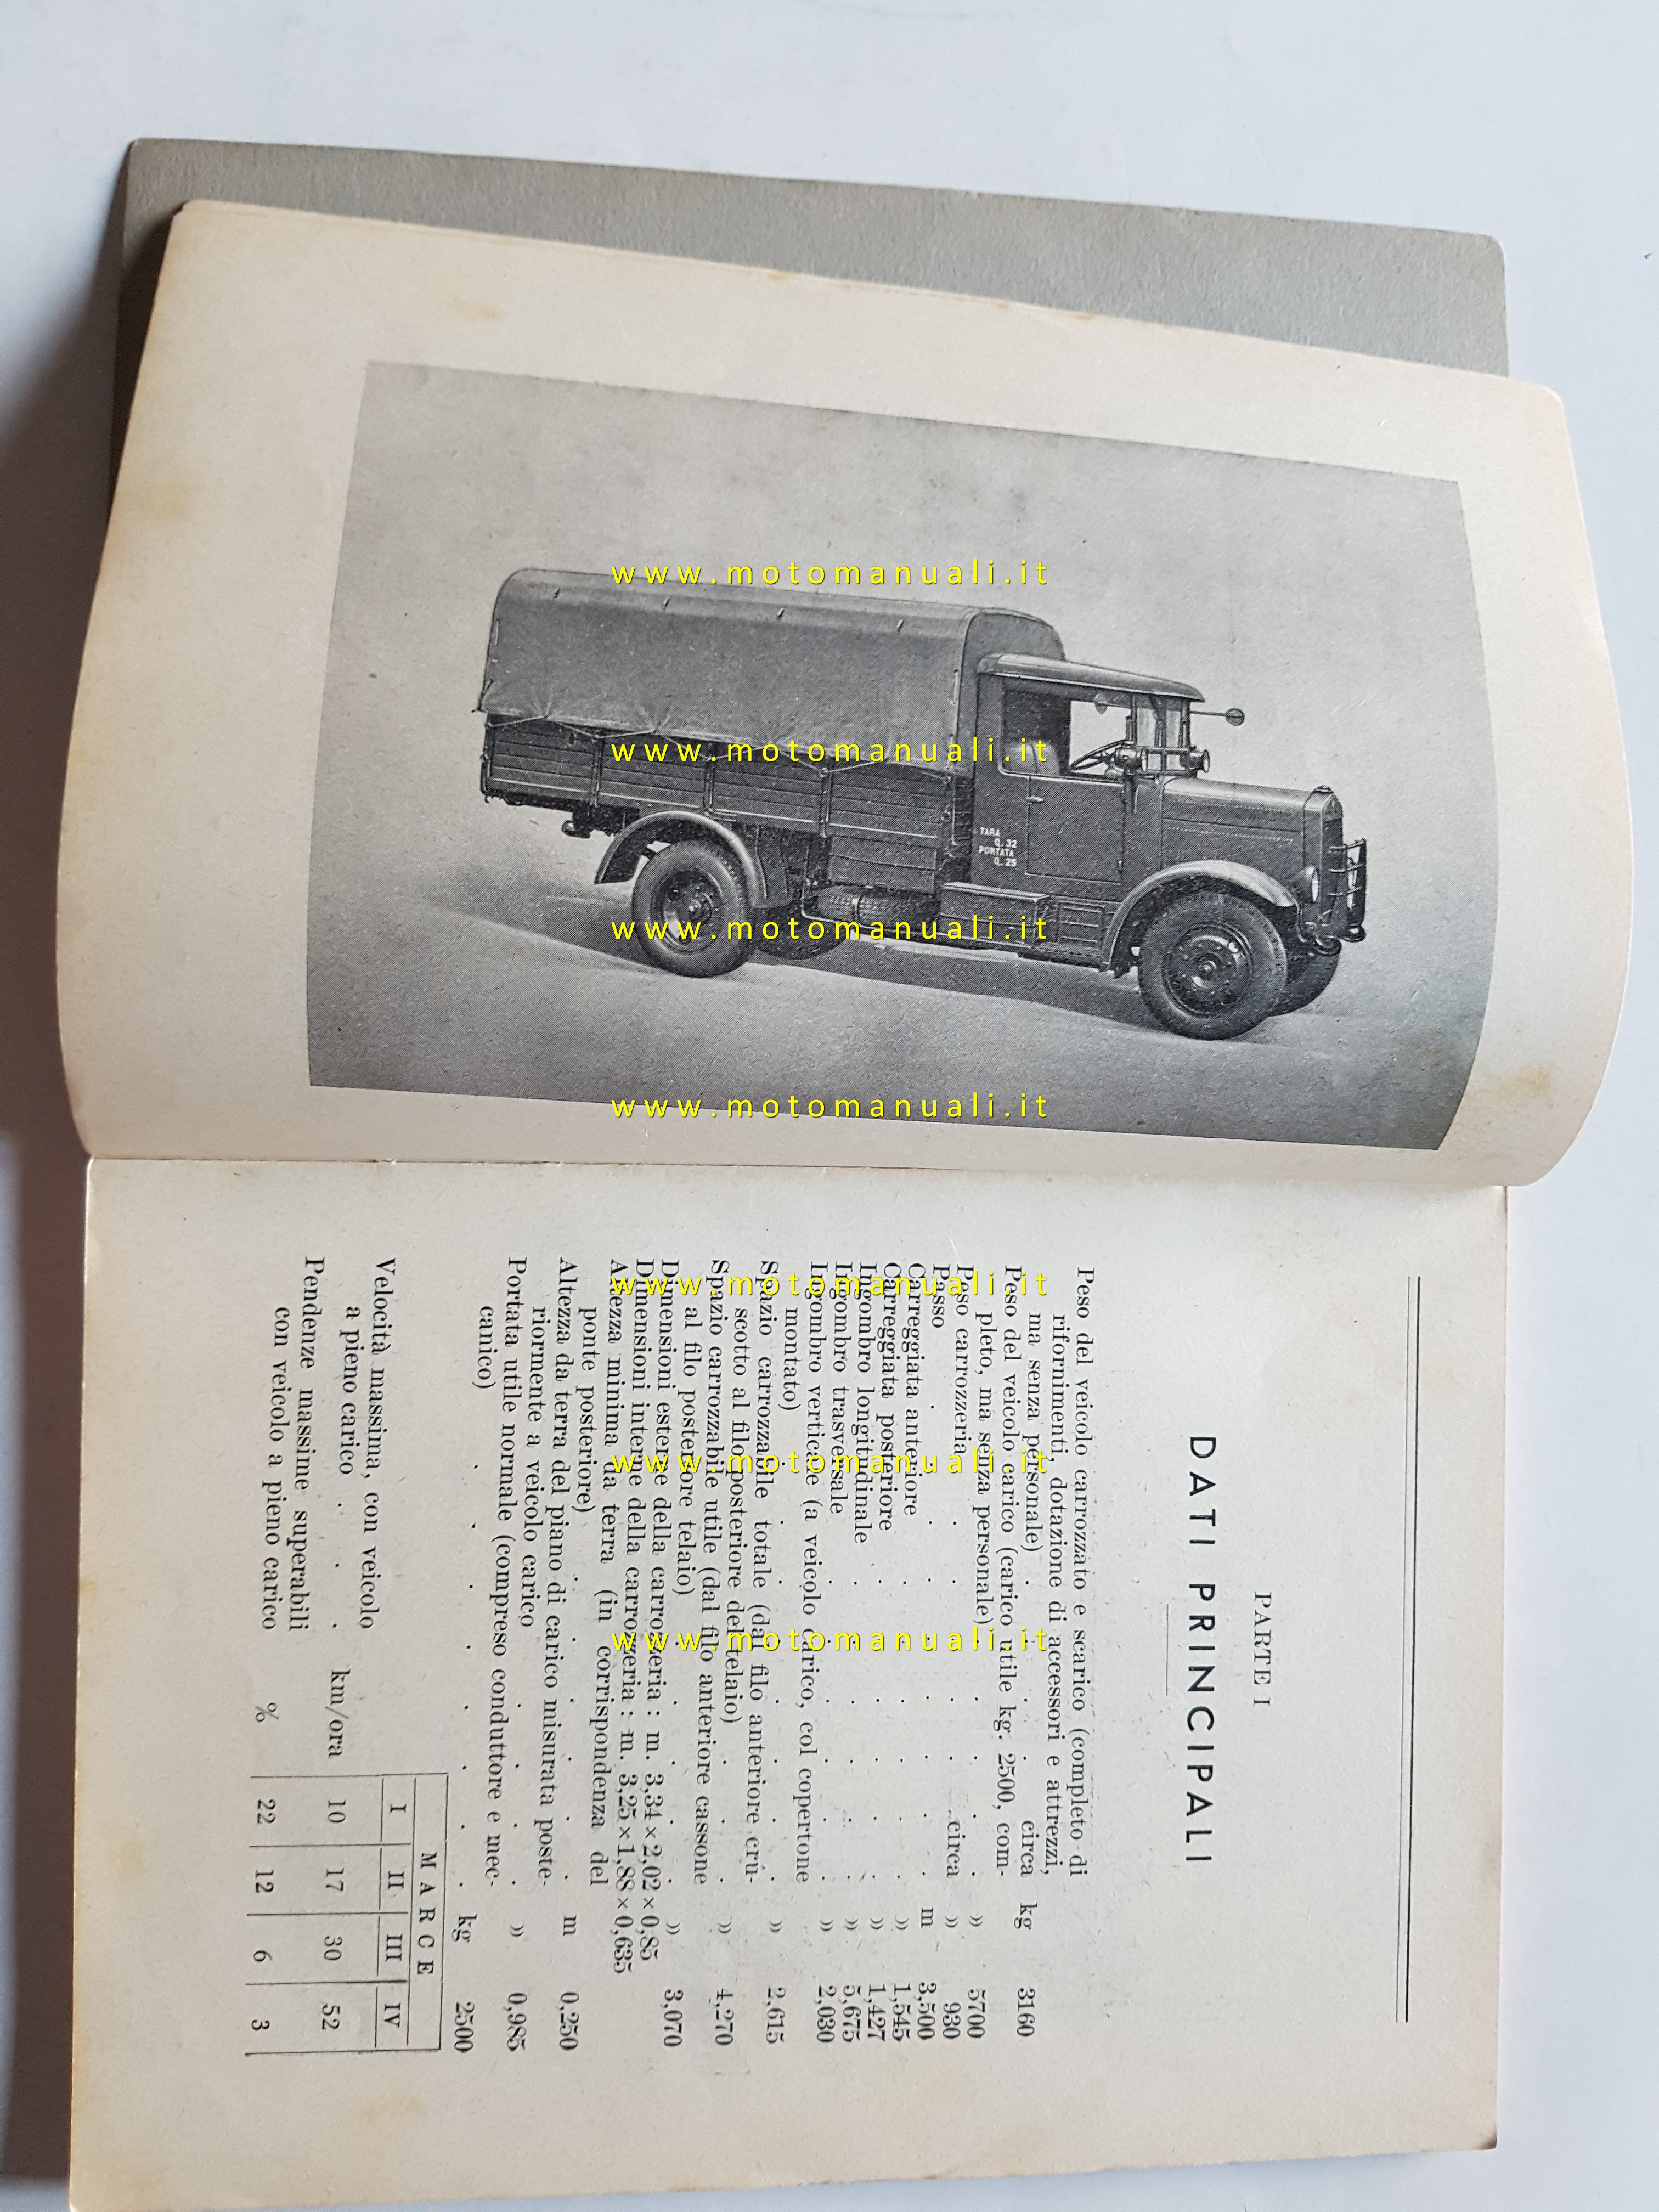 www.motomanuali.it
www.motomanuali.it
TARA
Q.32
PORTATA
Q.25
www.motomanuali.it
www.motomanuali.it
PARTE I
DATI PRINCIPALI
Peso del veicolo carrozzato e scarico (completo di
rifornimenti, dotazione di accessori e attrezzi,
ma senza personale) . . . . circa kg 3160
Peso del veicolo carico (carico utile kg. 2500, com-
pleto, ma senza personale) . . . . » 5700
Peso carrozzeria . . . . circa » 930
Passo . . . . . m 3,500
Carreggiata anteriore . . . . » 1,545
Carreggiata posteriore . . . . » 1,427
Ingombro longitudinale . . . . » 5,675
Ingombro trasversale . . . . » 2,030
Ingombro verticale (a veicolo carico, col copertone
montato) . . . . . » 2,615
Spazio carrozzabile totale (dal filo anteriore cru-
scotto al filo posteriore del telaio) . . . » 4,270
Spazio carrozzabile utile (dal filo anteriore cassone
al filo posteriore telaio) . . . . » 3,070
Dimensioni esterne della carrozzeria : m. 3,34×2,02×0,85
Dimensioni interne della carrozzeria : m. 3,25×1,88×0,635
Altezza minima da terra (in corrispondenza del
ponte posteriore) . . . . . m 0,250
Altezza da terra del piano di carico misurata poste-
riormente a veicolo carico . . . . » 0,985
Portata utile normale (compreso conduttore e mec-
canico) . . . . . . . kg 2500
MARCE
I II III IV
Velocità massima, con veicolo
a pieno carico . . . km/ora 10 17 30 52
Pendenze massime superabili
con veicolo a pieno carico % 22 12 6 3
www.motomanuali.it
www.motomanuali.it
www.motomanuali.it